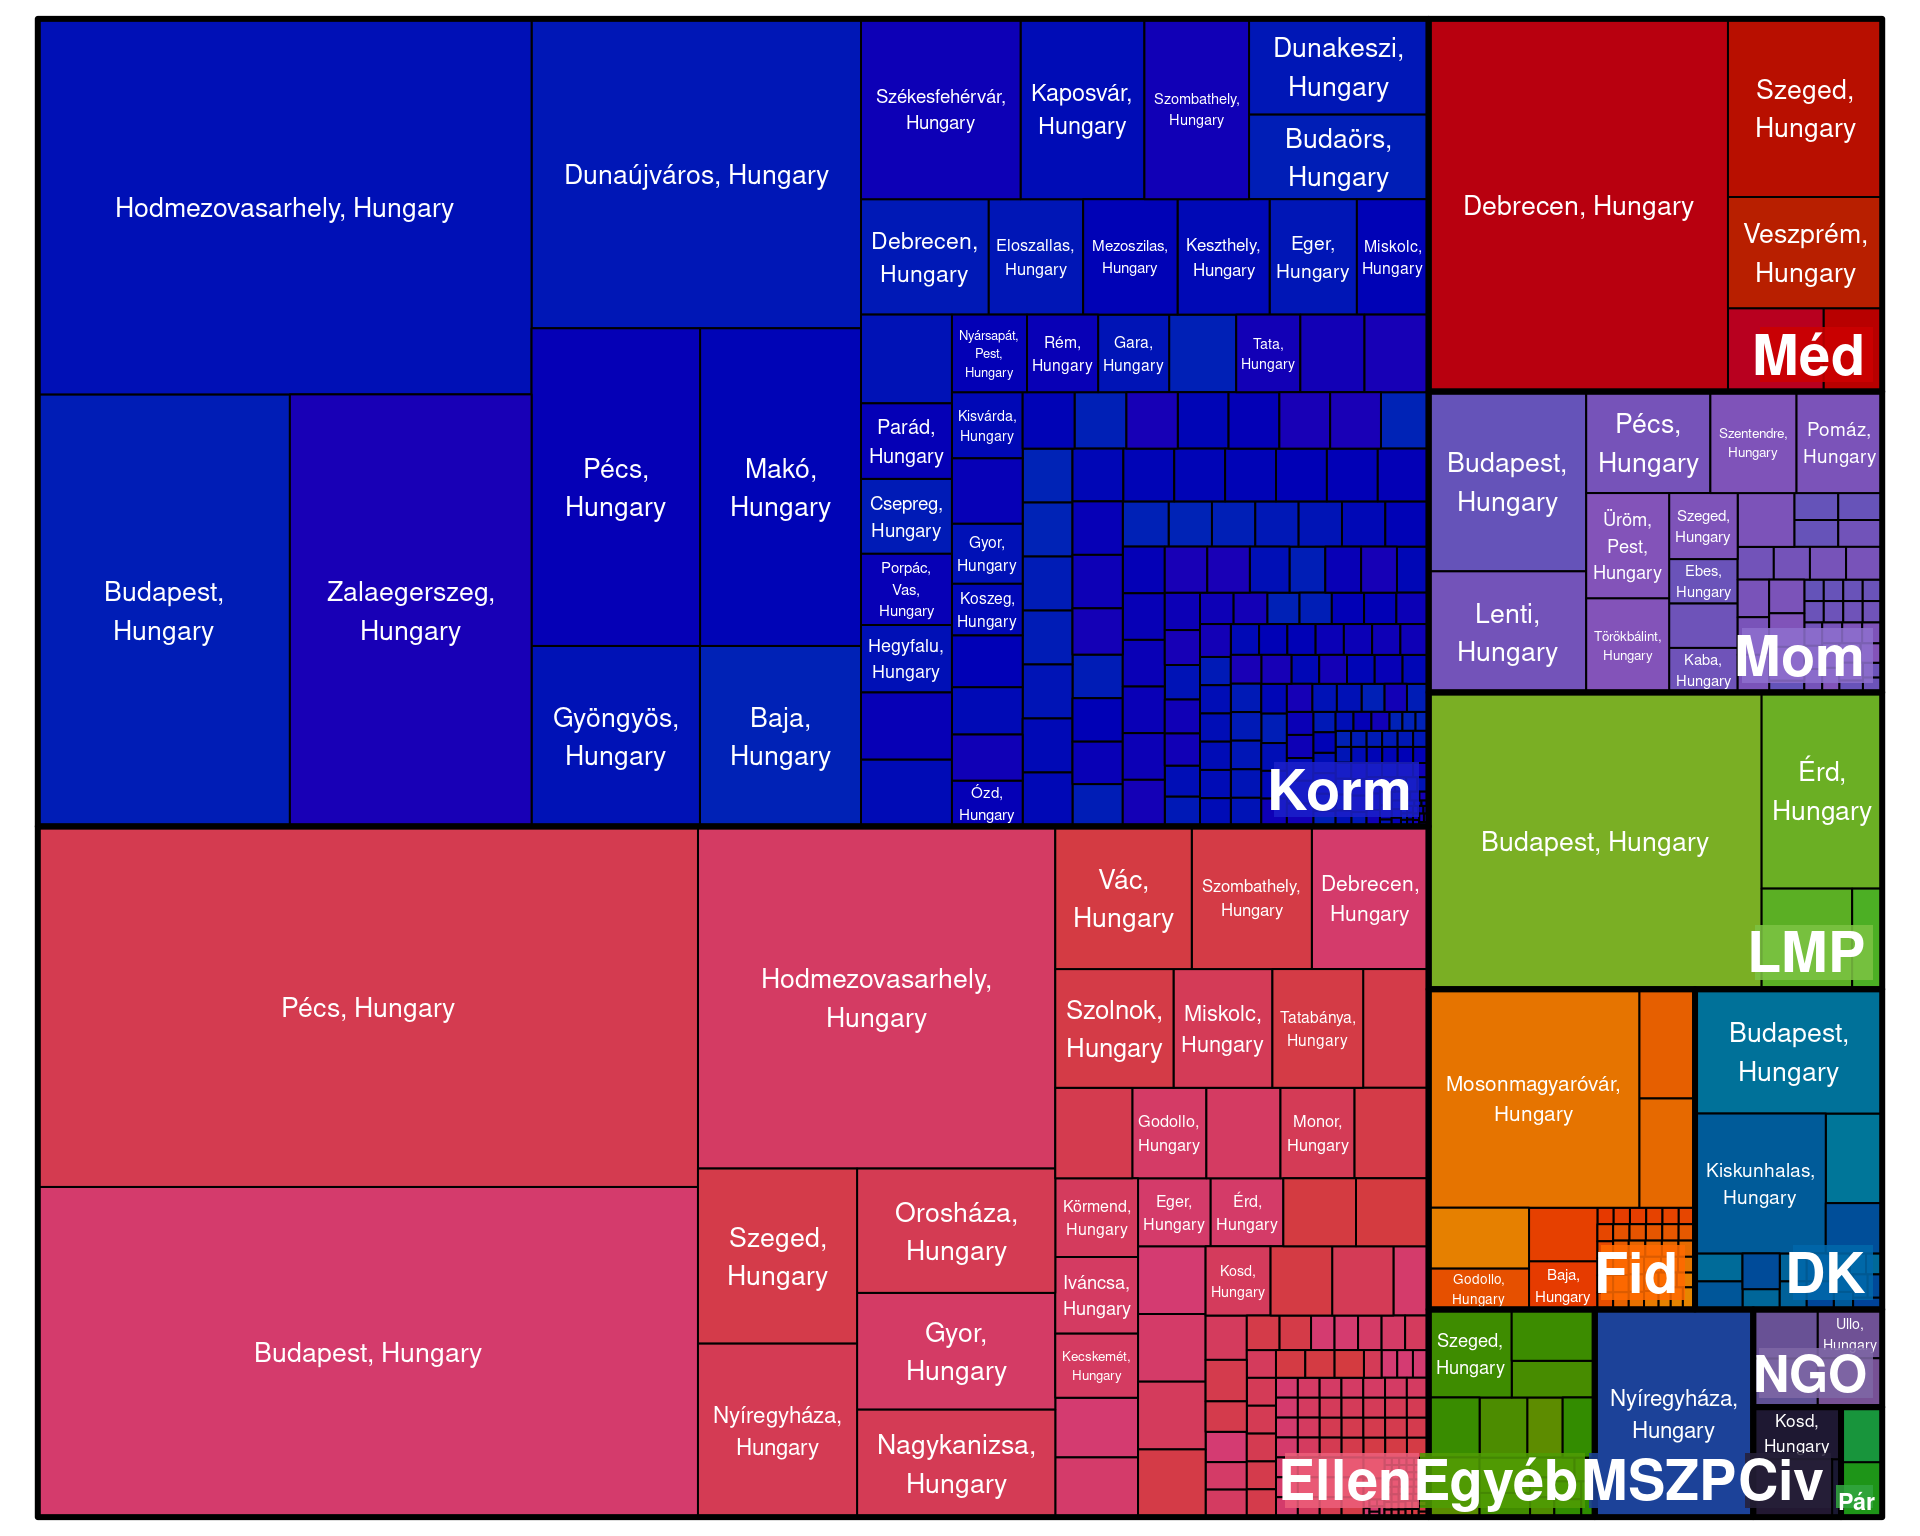 Hodmezovasarhely, Hungary
Budapest,
Hungary
Zalaegerszeg,
Hungary
Dunaújváros, Hungary
Pécs,
Hungary
Makó,
Hungary
Gyöngyös,
Hungary
Baja,
Hungary
Székesfehérvár,
Hungary
Kaposvár,
Hungary
Szombathely,
Hungary
Dunakeszi,
Hungary
Budaörs,
Hungary
Debrecen,
Hungary
Eloszallas,
Hungary
Mezoszilas,
Hungary
Keszthely,
Hungary
Eger,
Hungary
Miskolc,
Hungary
Nyársapát,
Pest,
Hungary
Rém,
Hungary
Gara,
Hungary
Tata,
Hungary
Parád,
Hungary
Kisvárda,
Hungary
Csepreg,
Hungary
Gyor,
Hungary
Porpác,
Vas,
Hungary
Koszeg,
Hungary
Hegyfalu,
Hungary
Ózd,
Hungary
Korm
Debrecen, Hungary
Szeged,
Hungary
Veszprém,
Hungary
Méd
Budapest,
Hungary
Lenti,
Hungary
Pécs,
Hungary
Szentendre,
Hungary
Pomáz,
Hungary
Üröm,
Pest,
Hungary
Szeged,
Hungary
Ebes,
Hungary
Törökbálint,
Hungary
Kaba,
Hungary
Mom
Budapest, Hungary
Érd,
Hungary
LMP
Pécs, Hungary
Budapest, Hungary
Hodmezovasarhely,
Hungary
Szeged,
Hungary
Nyíregyháza,
Hungary
Orosháza,
Hungary
Gyor,
Hungary
Nagykanizsa,
Hungary
Vác,
Hungary
Szombathely,
Hungary
Debrecen,
Hungary
Szolnok,
Hungary
Miskolc,
Hungary
Tatabánya,
Hungary
Godollo,
Hungary
Monor,
Hungary
Körmend,
Hungary
Eger,
Hungary
Érd,
Hungary
Iváncsa,
Hungary
Kosd,
Hungary
Kecskemét,
Hungary
Ellen
Mosonmagyaróvár,
Hungary
Godollo,
Hungary
Baja,
Hungary
Fid
Budapest,
Hungary
Kiskunhalas,
Hungary
DK
Szeged,
Hungary
Egyéb
Nyíregyháza,
Hungary
MSZP
Ullo,
Hungary
NGO
Kosd,
Hungary
Civ
Pár